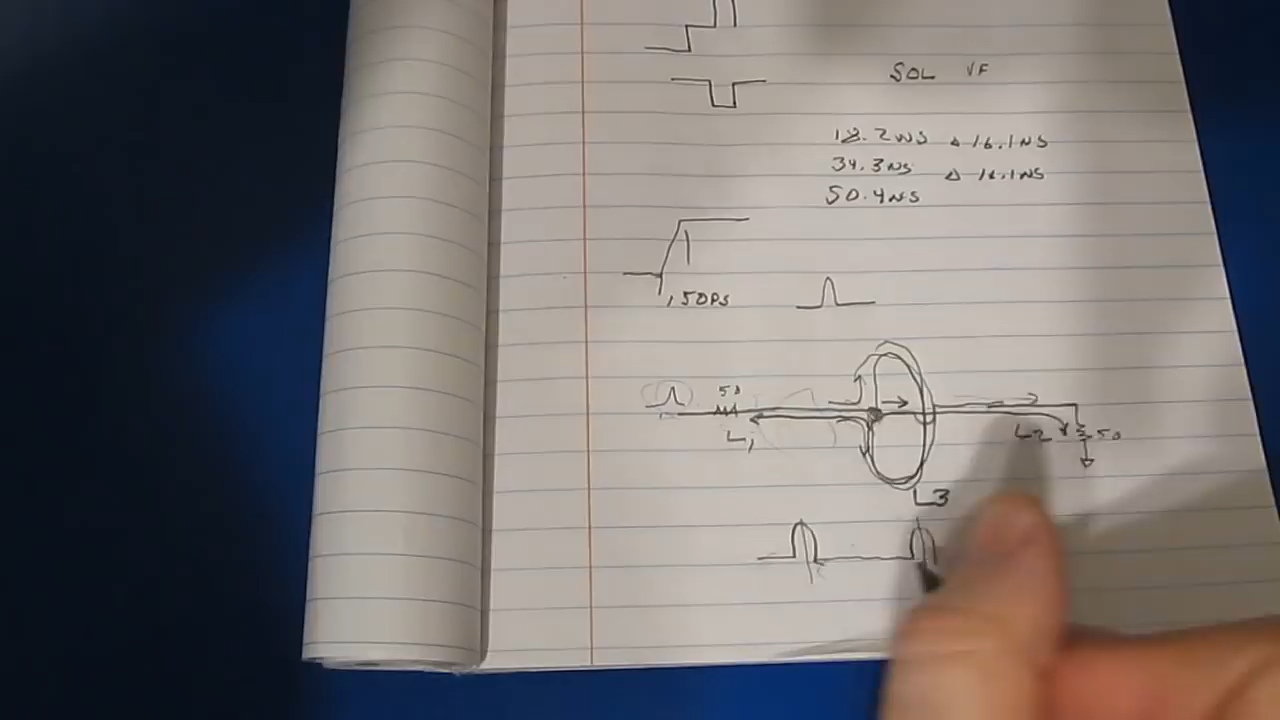 SOL VF
18.2NS Δ 16.1NS
34.3NS Δ 16.1NS
50.4NS
150PS
50
L1
L2 50
L3